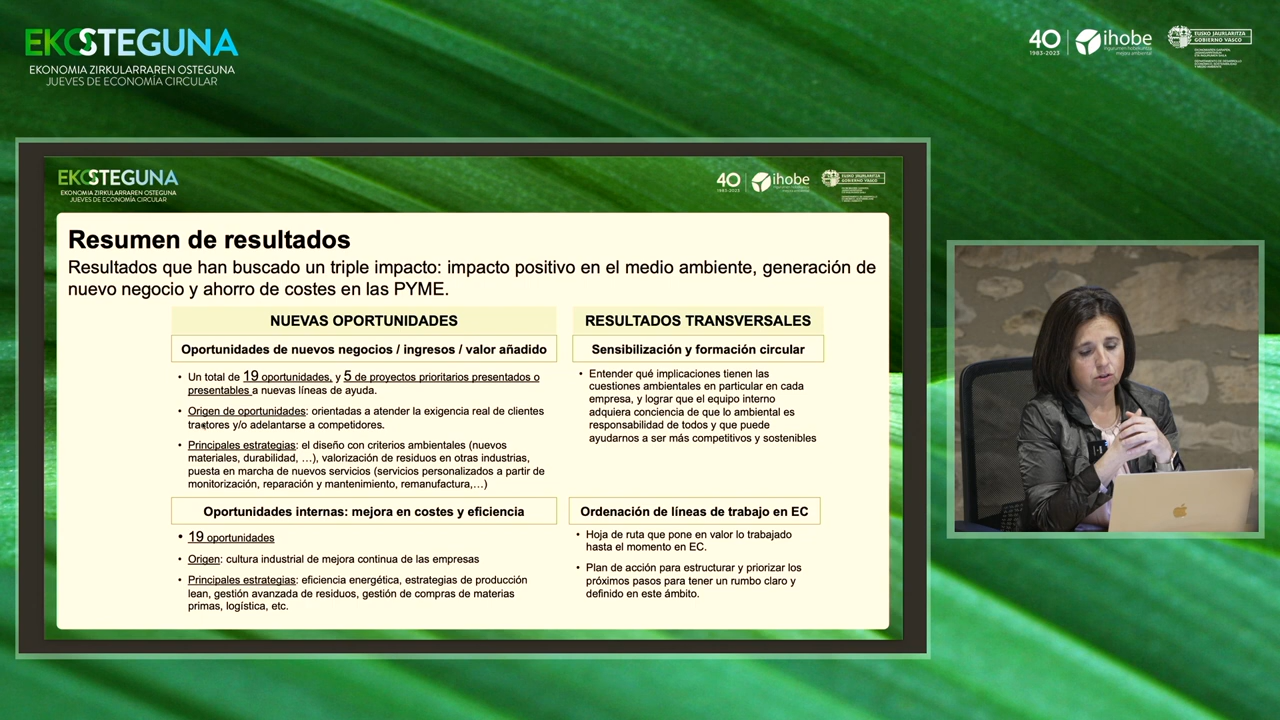 EKOSTEGUNA
EKONOMIA ZIRKULARRAREN OSTEGUNA
JUEVES DE ECONOMÍA CIRCULAR
40
1983-2023
ihobe
EUSKO JAURLARITZA
GOBIERNO VASCO
EKOSTEGUNA
EKONOMIA ZIRKULARRAREN OSTEGUNA
JUEVES DE ECONOMÍA CIRCULAR
40
1983-2023
ihobe
EUSKO JAURLARITZA
GOBIERNO VASCO
Resumen de resultados
Resultados que han buscado un triple impacto: impacto positivo en el medio ambiente, generación de
nuevo negocio y ahorro de costes en las PYME.
NUEVAS OPORTUNIDADES
Oportunidades de nuevos negocios / ingresos / valor añadido
• Un total de 19 oportunidades, y 5 de proyectos prioritarios presentados o
presentables a nuevas líneas de ayuda.
• Origen de oportunidades: orientadas a atender la exigencia real de clientes
tractores y/o adelantarse a competidores.
• Principales estrategias: el diseño con criterios ambientales (nuevos
materiales, durabilidad, …), valorización de residuos en otras industrias,
puesta en marcha de nuevos servicios (servicios personalizados a partir de
monitorización, reparación y mantenimiento, remanufactura,…)
Oportunidades internas: mejora en costes y eficiencia
• 19 oportunidades
• Origen: cultura industrial de mejora continua de las empresas
• Principales estrategias: eficiencia energética, estrategias de producción
lean, gestión avanzada de residuos, gestión de compras de materias
primas, logística, etc.
RESULTADOS TRANSVERSALES
Sensibilización y formación circular
• Entender qué implicaciones tienen las
cuestiones ambientales en particular en cada
empresa, y lograr que el equipo interno
adquiera conciencia de que lo ambiental es
responsabilidad de todos y que puede
ayudarnos a ser más competitivos y sostenibles
Ordenación de líneas de trabajo en EC
• Hoja de ruta que pone en valor lo trabajado
hasta el momento en EC.
• Plan de acción para estructurar y priorizar los
próximos pasos para tener un rumbo claro y
definido en este ámbito.